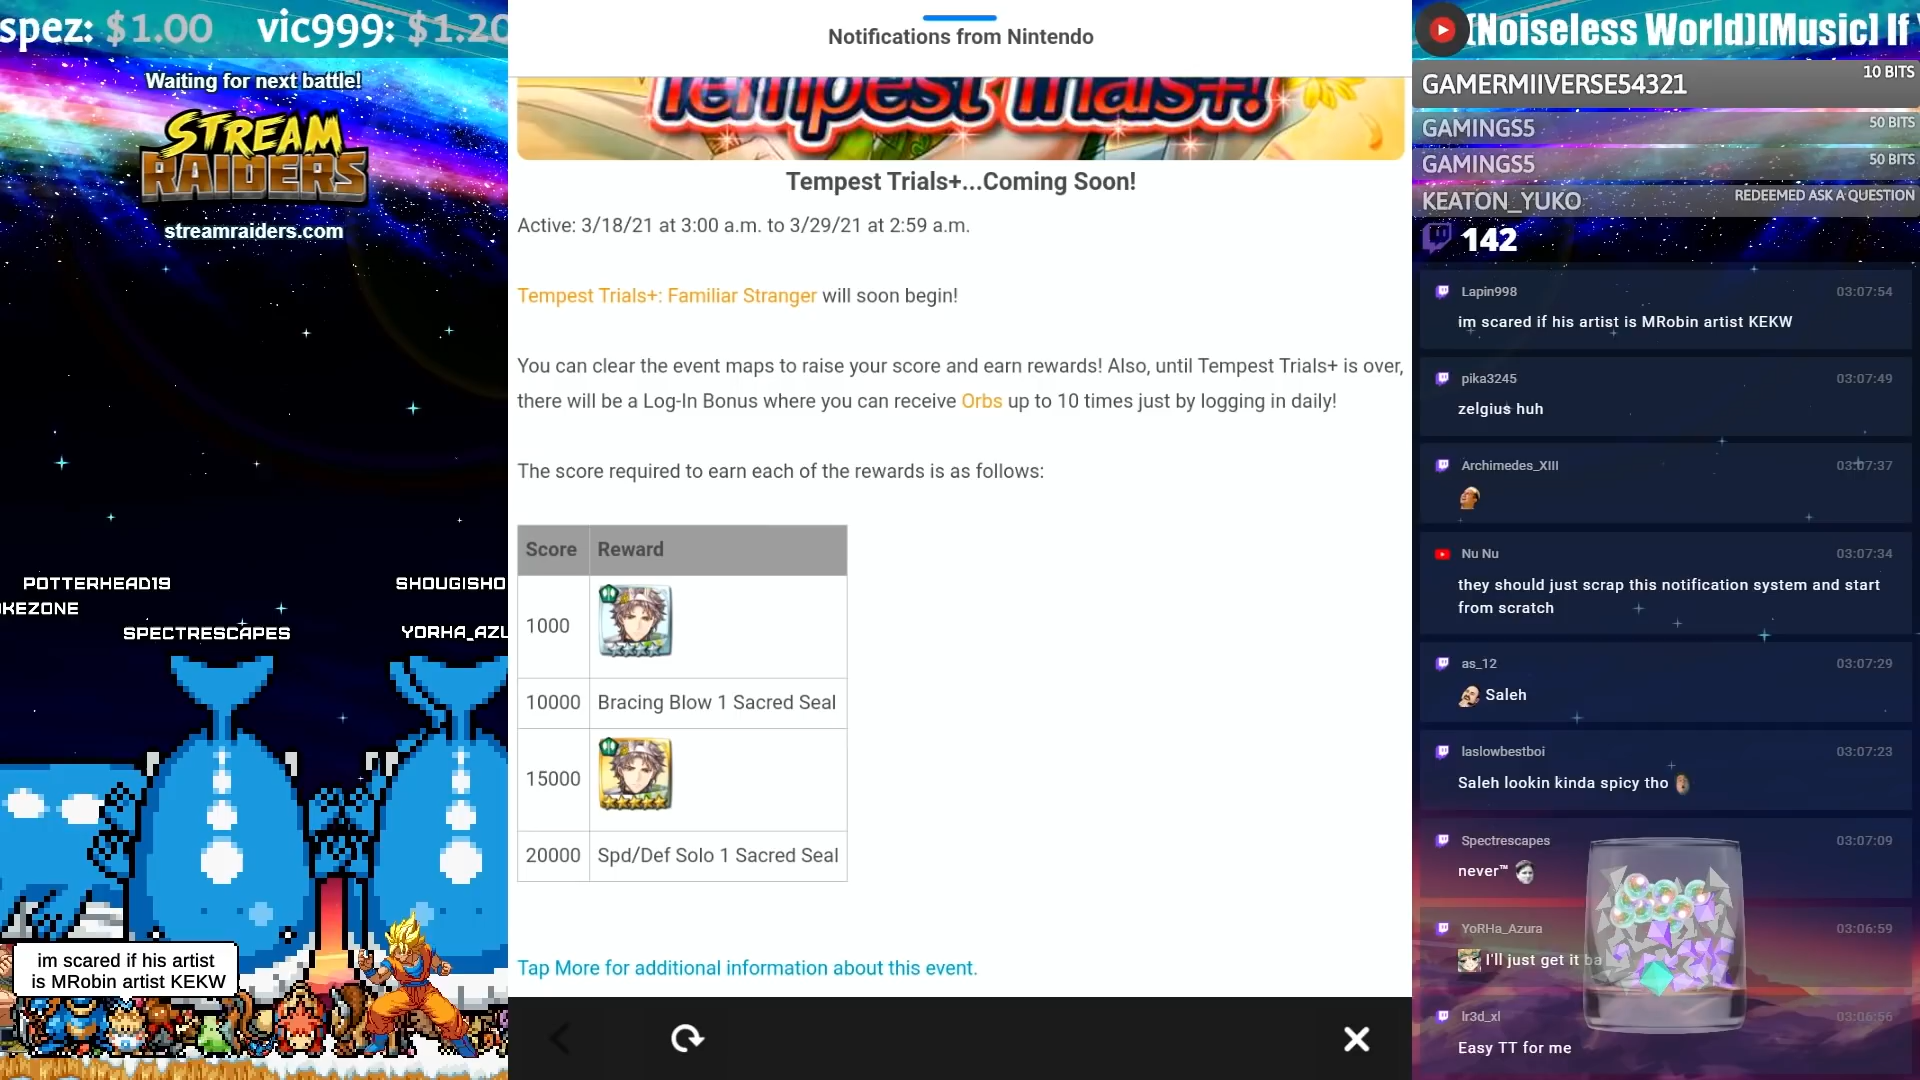 spez: $1.00 vic999: $1.20
Waiting for next battle!
STREAM
RAIDERS
streamraiders.com
POTTERHEAD19
SHOUGISHO
KEZONE
SPECTRESCAPES
YORHA_AZU
im scared if his artist
is MRobin artist KEKW
Notifications from Nintendo
Tempest Trials+!
Tempest Trials+...Coming Soon!
Active: 3/18/21 at 3:00 a.m. to 3/29/21 at 2:59 a.m.
Tempest Trials+: Familiar Stranger will soon begin!
You can clear the event maps to raise your score and earn rewards! Also, until Tempest Trials+ is over,
there will be a Log-In Bonus where you can receive Orbs up to 10 times just by logging in daily!
The score required to earn each of the rewards is as follows:
Score Reward
1000
10000 Bracing Blow 1 Sacred Seal
15000
20000 Spd/Def Solo 1 Sacred Seal
Tap More for additional information about this event.
[Noiseless World][Music] If
GAMERMIIVERSE54321 10 BITS
GAMINGS5 50 BITS
GAMINGS5 50 BITS
KEATON_YUKO REDEEMED ASK A QUESTION
142
Lapin998 03:07:54
im scared if his artist is MRobin artist KEKW
pika3245 03:07:49
zelgius huh
Archimedes_XIII 03:07:37
Nu Nu 03:07:34
they should just scrap this notification system and start
from scratch
as_12 03:07:29
Saleh
laslowbestboi 03:07:23
Saleh lookin kinda spicy tho
Spectrescapes 03:07:09
never™
YoRHa_Azura 03:06:59
I'll just get it ba
lr3d_xl 03:06:56
Easy TT for me